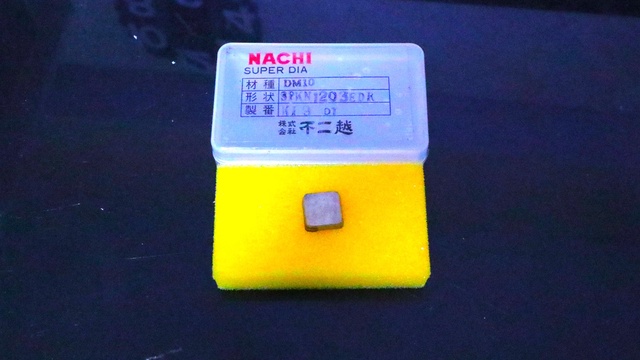 NACHI
SUPER DIA
材種 DM10
形状 SPKN1203EDR
製番
株式会社 不二越